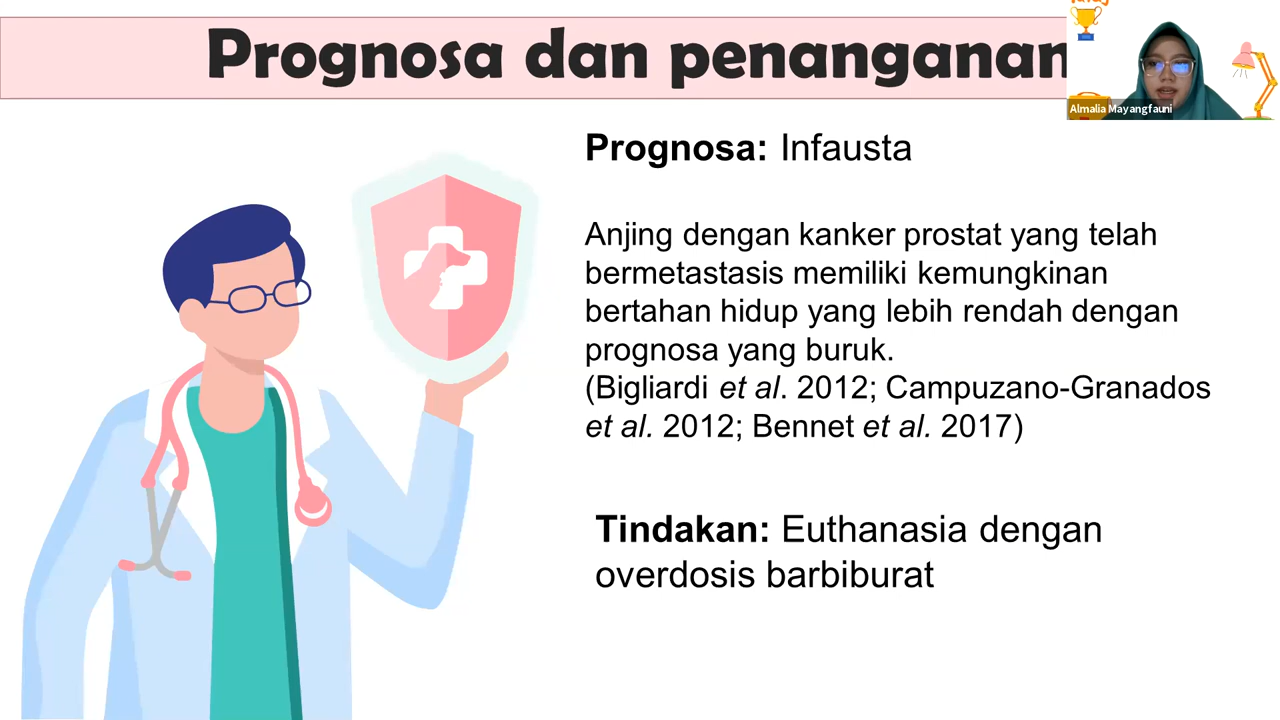 Prognosa dan penanganan
Almalia Mayangfauni
Prognosa: Infausta
Anjing dengan kanker prostat yang telah
bermetastasis memiliki kemungkinan
bertahan hidup yang lebih rendah dengan
prognosa yang buruk.
(Bigliardi et al. 2012; Campuzano-Granados
et al. 2012; Bennet et al. 2017)
Tindakan: Euthanasia dengan
overdosis barbiburat